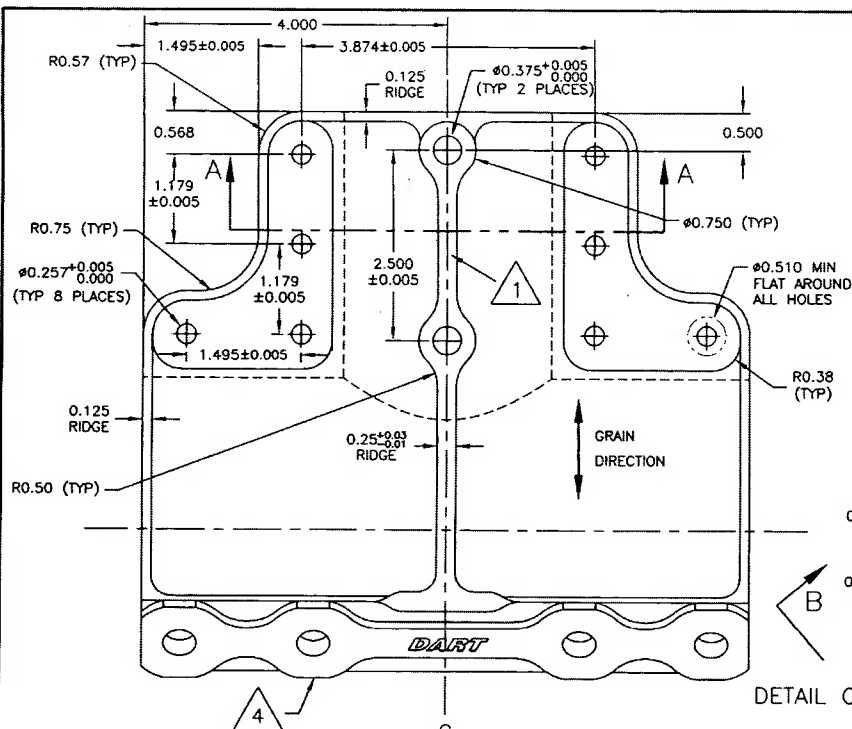 4.000
1.495±0.005
3.874±0.005
R0.57 (TYP)
0.125
RIDGE
ø0.375+0.005
0.000
(TYP 2 PLACES)
0.568
0.500
A
A
1.179
±0.005
ø0.750 (TYP)
R0.75 (TYP)
2.500
±0.005
ø0.257+0.005
0.000
(TYP 8 PLACES)
1.179
±0.005
1
ø0.510 MIN
FLAT AROUND
ALL HOLES
1.495±0.005
R0.38
(TYP)
0.125
RIDGE
0.25+0.03
-0.01
RIDGE
GRAIN
DIRECTION
R0.50 (TYP)
0
0
B
DART
DETAIL C
4